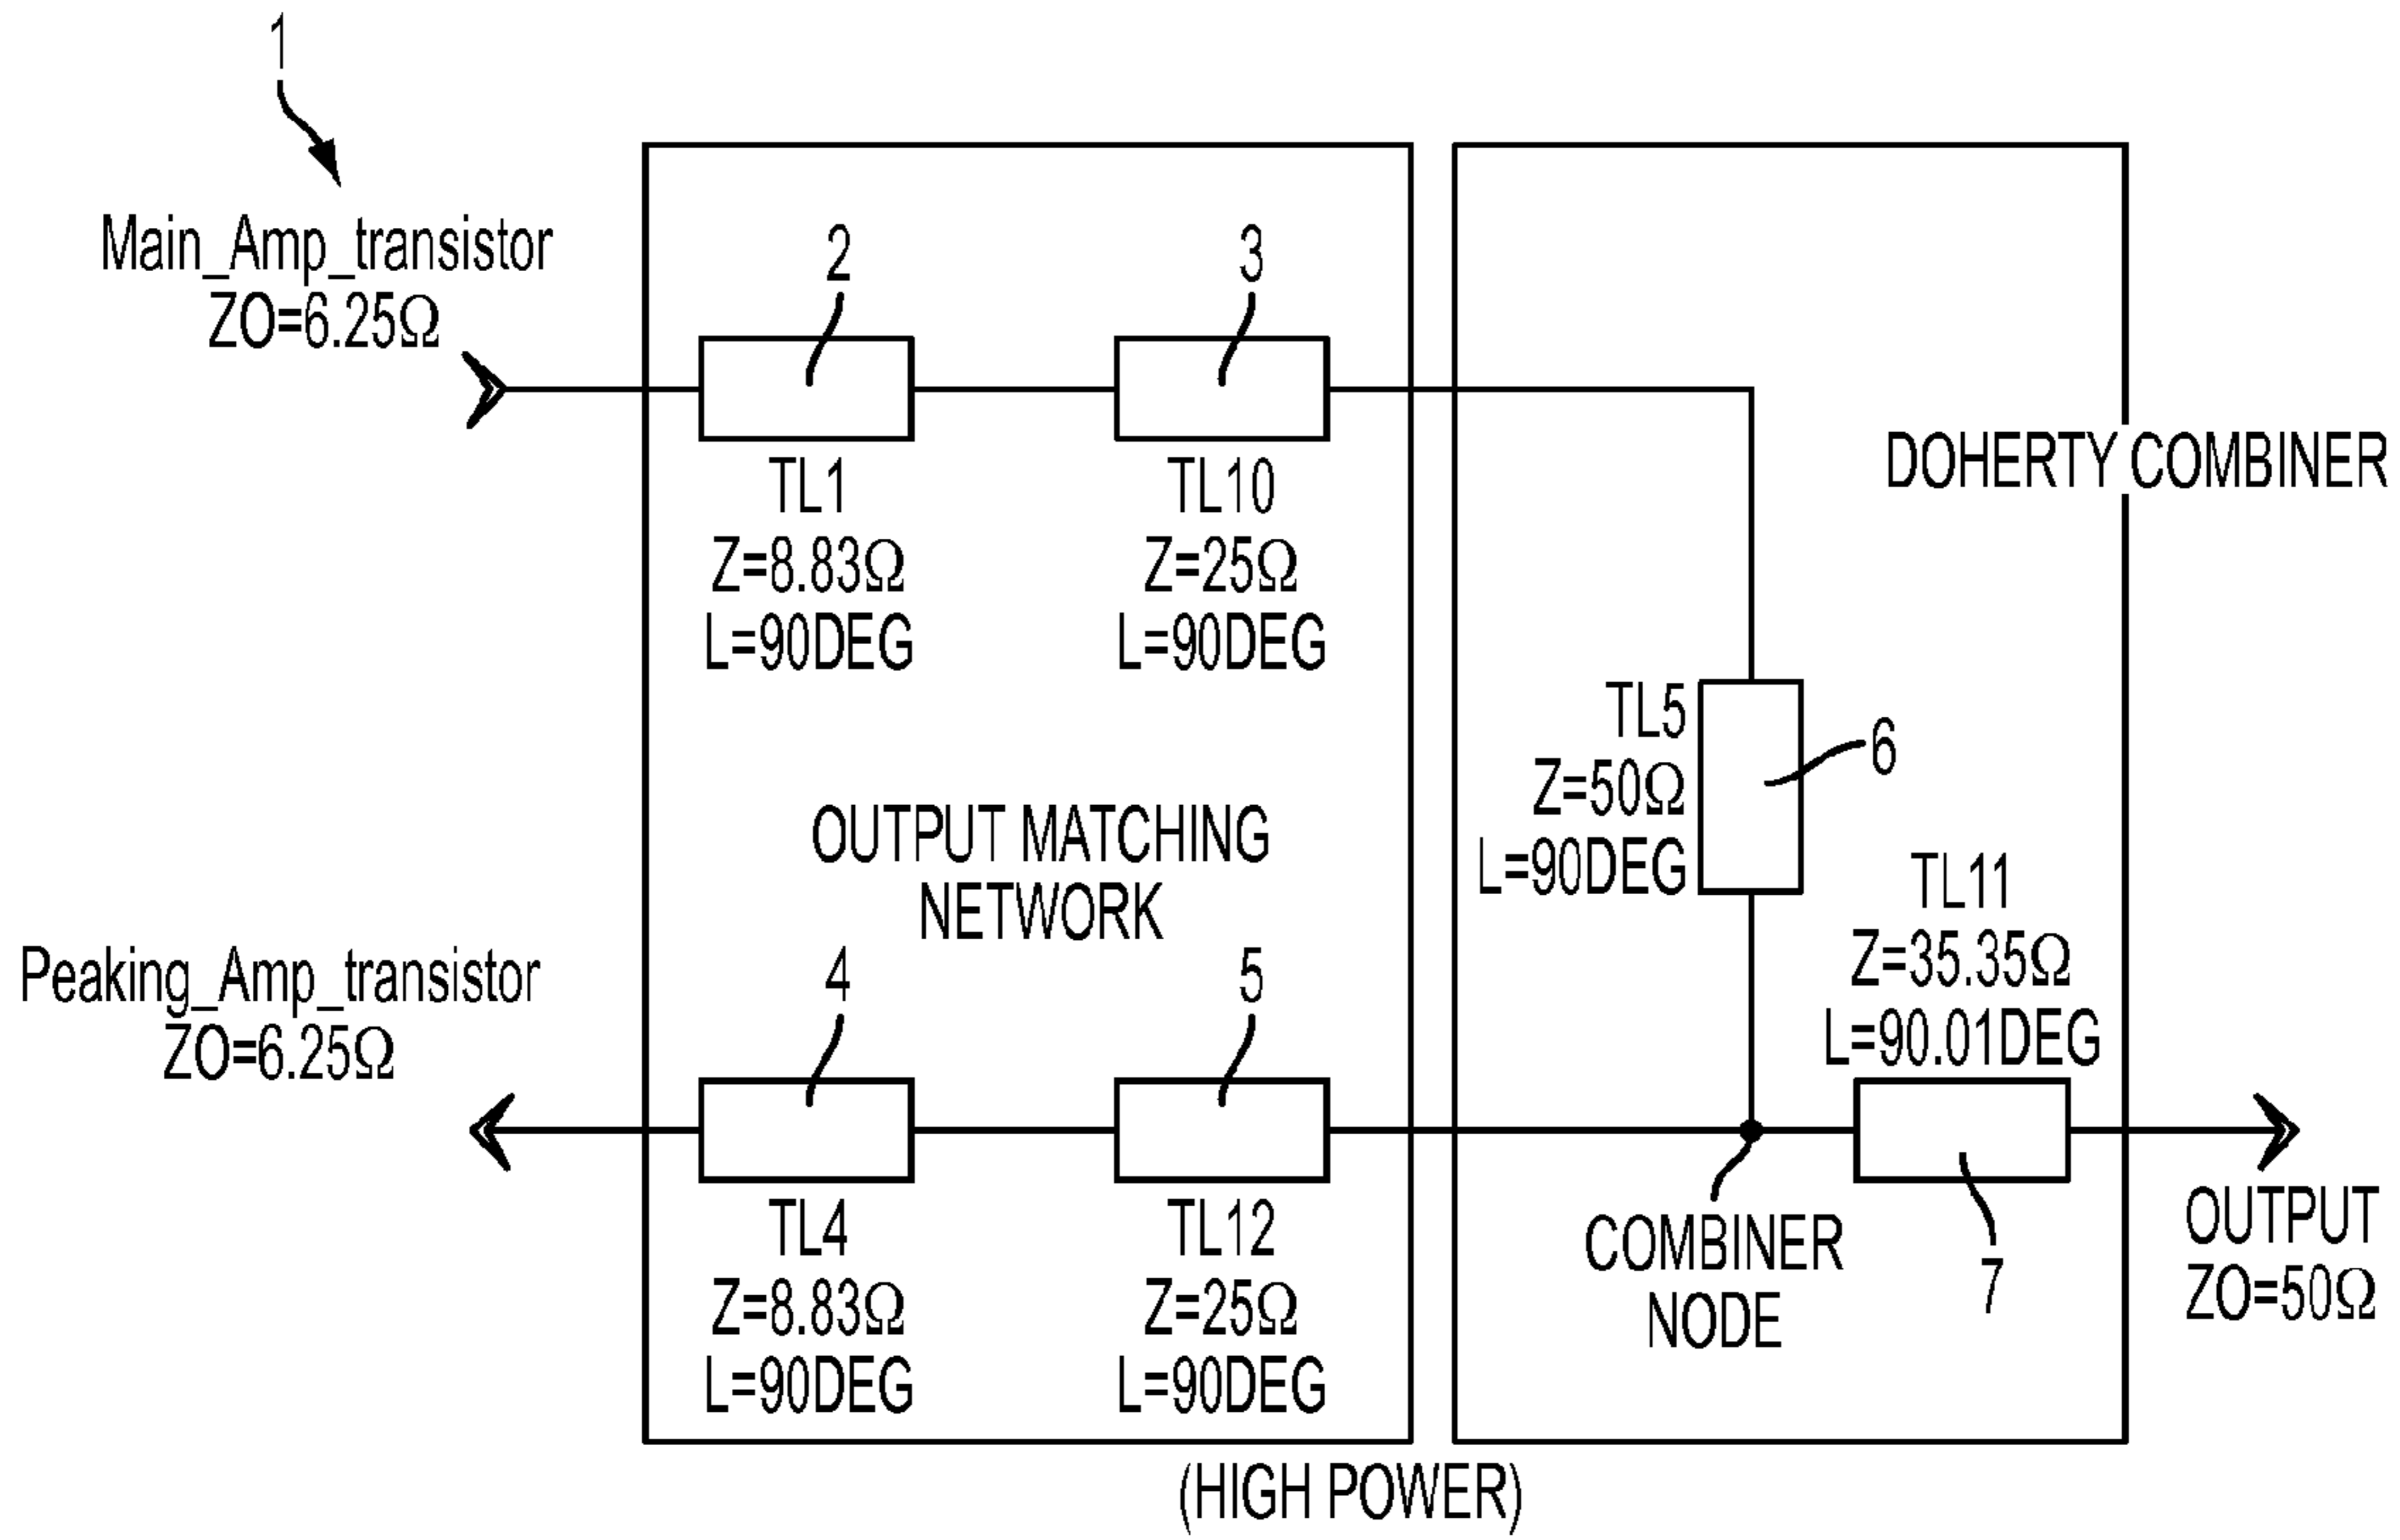 1
Main_Amp_transistor
ZO=6.25Ω
2
3
TL1
Z=8.83Ω
L=90DEG
TL10
Z=25Ω
L=90DEG
DOHERTY COMBINER
TL5
Z=50Ω
L=90DEG
6
OUTPUT MATCHING
NETWORK
TL11
Z=35.35Ω
L=90.01DEG
Peaking_Amp_transistor
ZO=6.25Ω
4
5
TL4
Z=8.83Ω
L=90DEG
TL12
Z=25Ω
L=90DEG
COMBINER
NODE
7
OUTPUT
ZO=50Ω
(HIGH POWER)